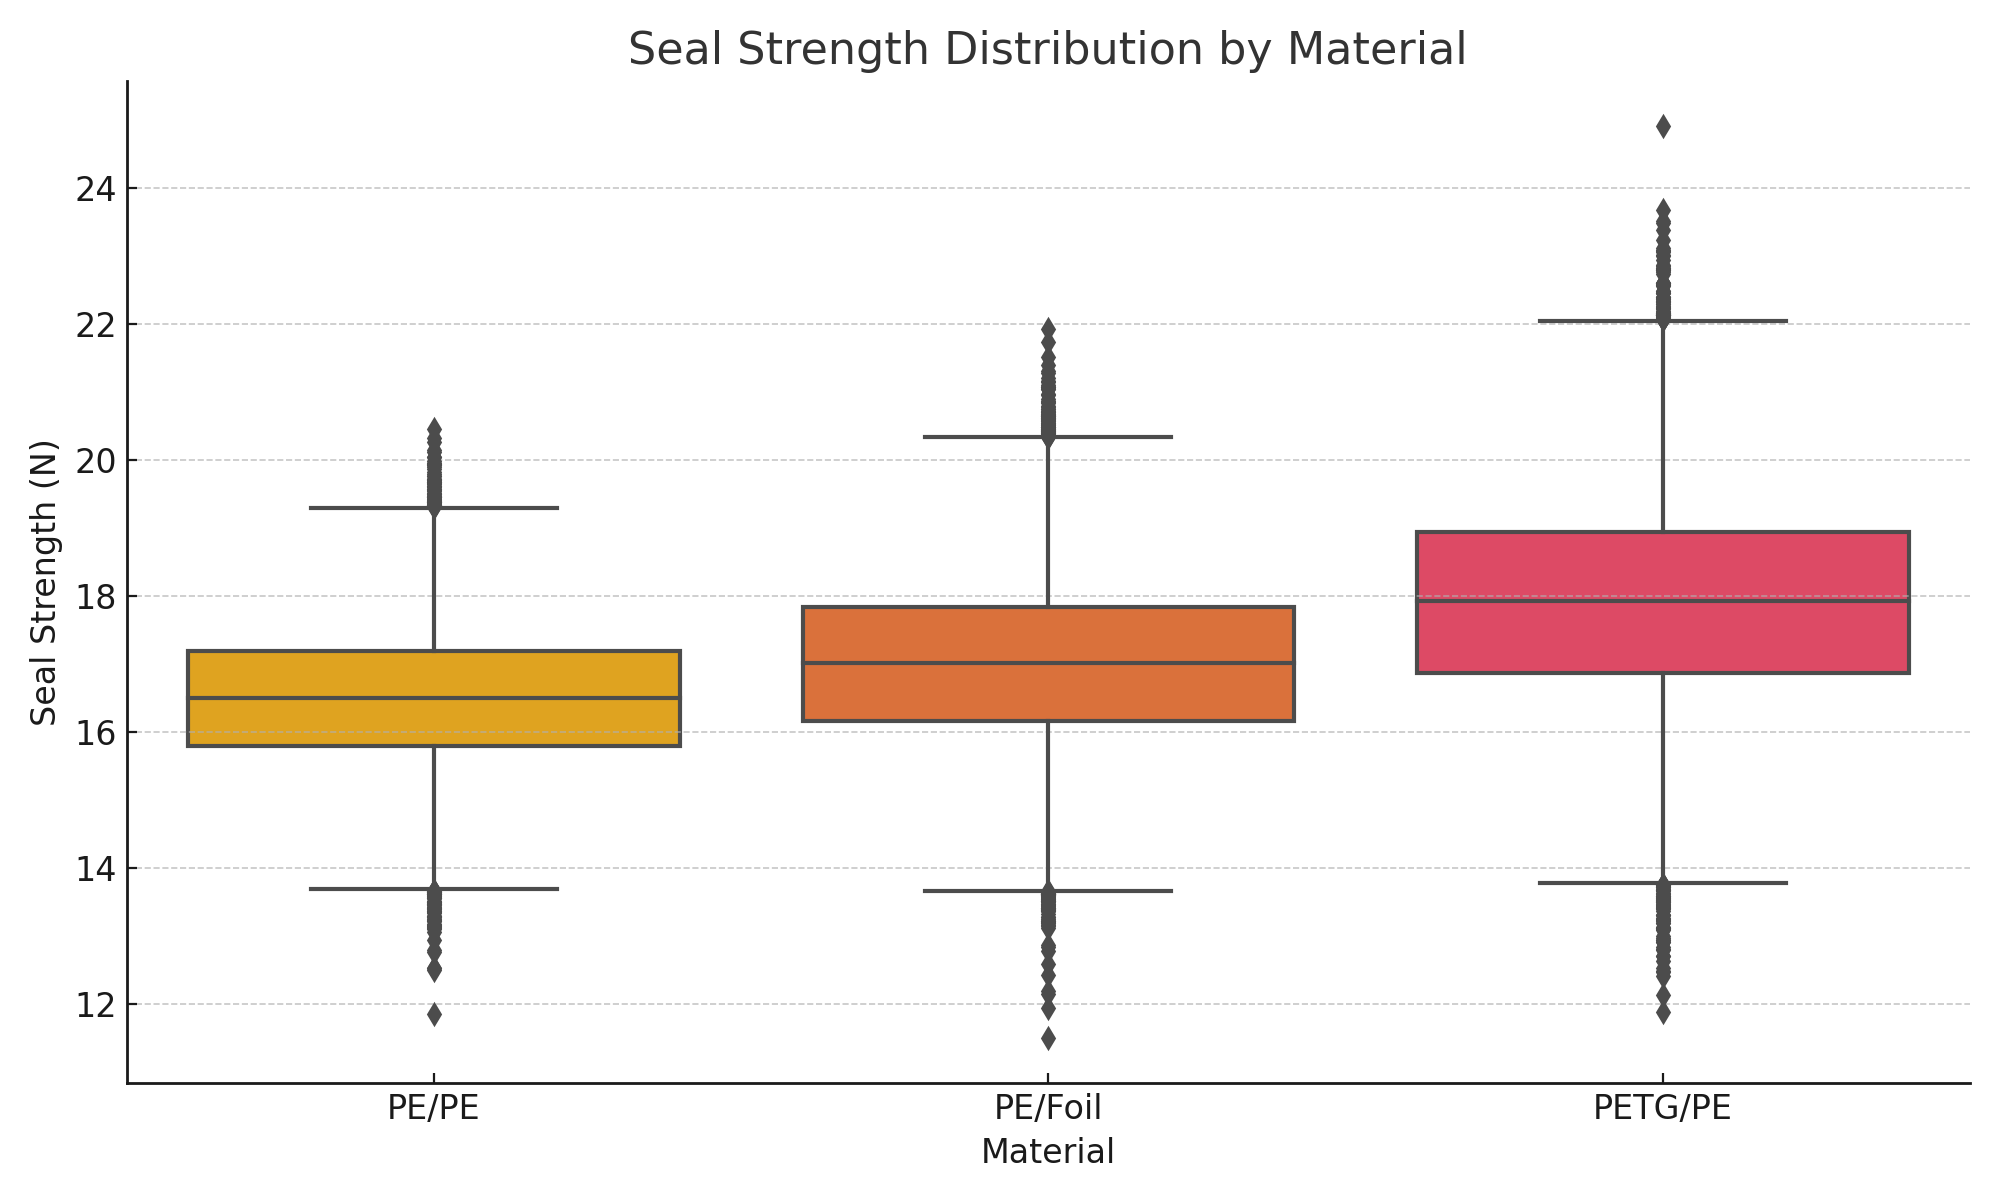 Seal Strength Distribution by Material
Seal Strength (N)
24
22
20
18
16
14
12
PE/PE
PE/Foil
PETG/PE
Material